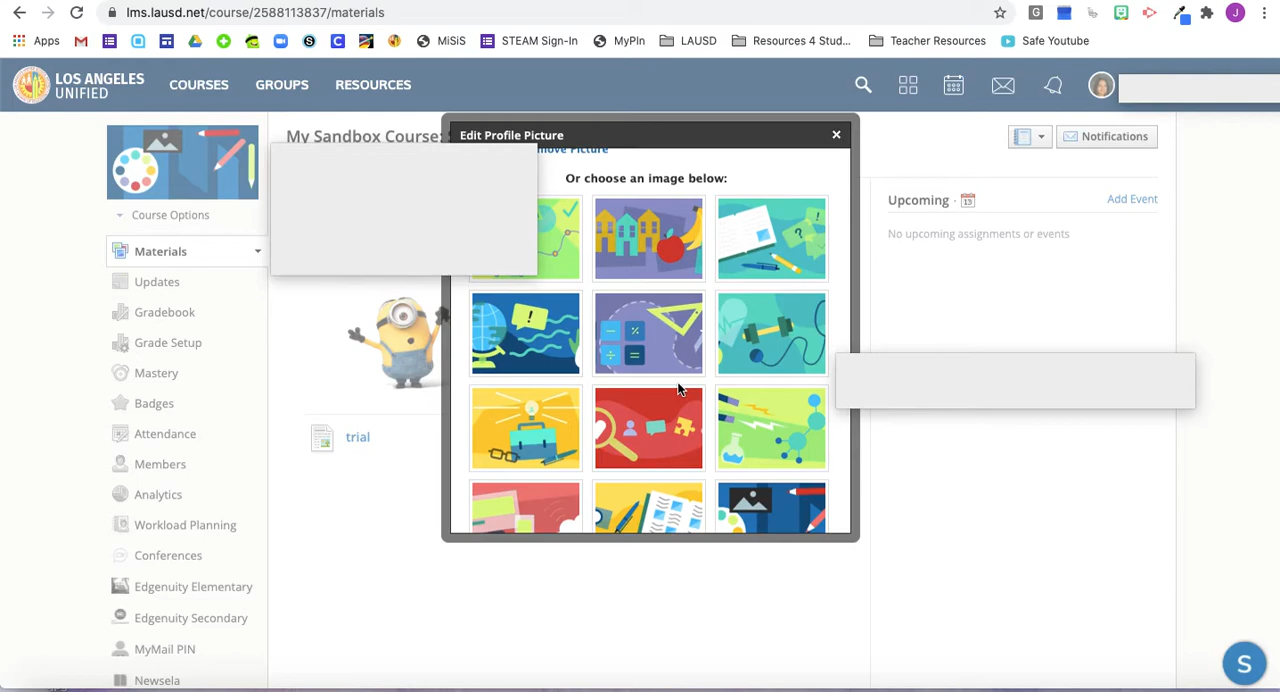 lms.lausd.net/course/2588113837/materials
G
J
Apps
S
C
MiSiS
STEAM Sign-In
MyPln
LAUSD
Resources 4 Stud...
Teacher Resources
Safe Youtube
LOS ANGELES
UNIFIED
COURSES
GROUPS
RESOURCES
My Sandbox Course:
Edit Profile Picture
Notifications
Or choose an image below:
Course Options
Materials
Updates
Gradebook
Grade Setup
Mastery
Badges
Attendance
Members
Analytics
Workload Planning
Conferences
Edgenuity Elementary
Edgenuity Secondary
MyMail PIN
Newsela
trial
Upcoming ·
13
Add Event
No upcoming assignments or events
S